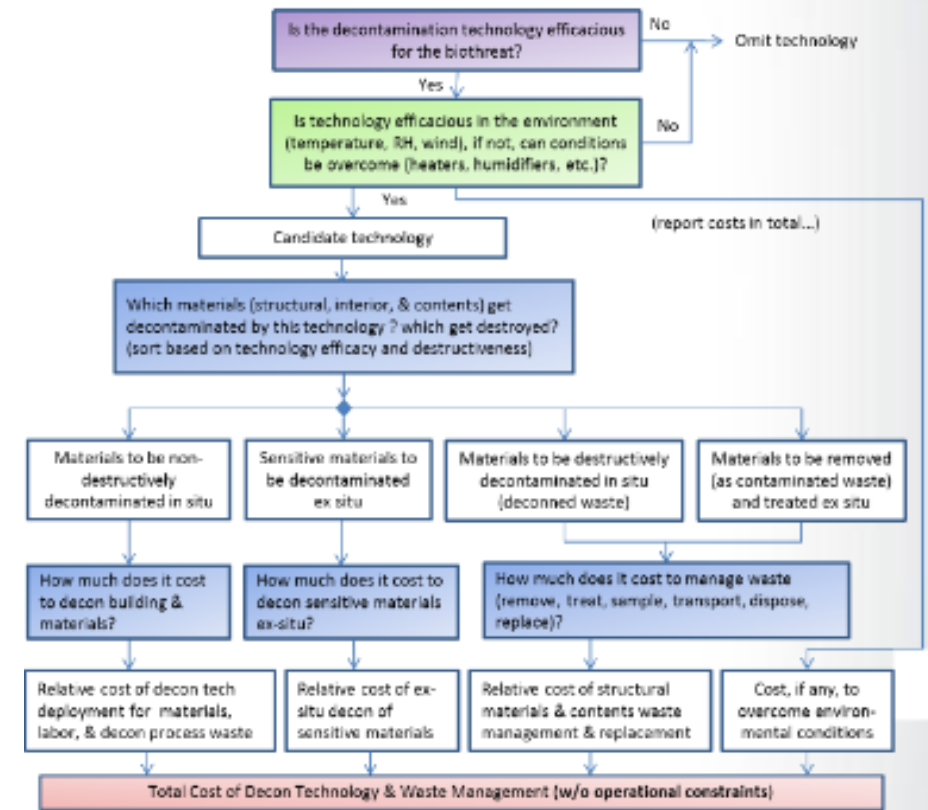 Is the decontamination technology efficacious
for the biothreat?
No
Omit technology
Yes
Is technology efficacious in the environment
(temperature, RH, wind), if not, can conditions
be overcome (heaters, humidifiers, etc.)?
No
Yes
(report costs in total...)
Candidate technology
Which materials (structural, interior, & contents) get
decontaminated by this technology ? which get destroyed?
(sort based on technology efficacy and destructiveness)
Materials to be non-
destructively
decontaminated in situ
Sensitive materials to
be decontaminated
ex situ
Materials to be destructively
decontaminated in situ
(deconned waste)
Materials to be removed
(as contaminated waste)
and treated ex situ
How much does it cost
to decon building &
materials?
How much does it cost to
decon sensitive materials
ex-situ?
How much does it cost to manage waste
(remove, treat, sample, transport, dispose,
replace)?
Relative cost of decon tech
deployment for materials,
labor, & decon process waste
Relative cost of ex-
situ decon of
sensitive materials
Relative cost of structural
materials & contents waste
management & replacement
Cost, if any, to
overcome environ-
mental conditions
Total Cost of Decon Technology & Waste Management (w/o operational constraints)